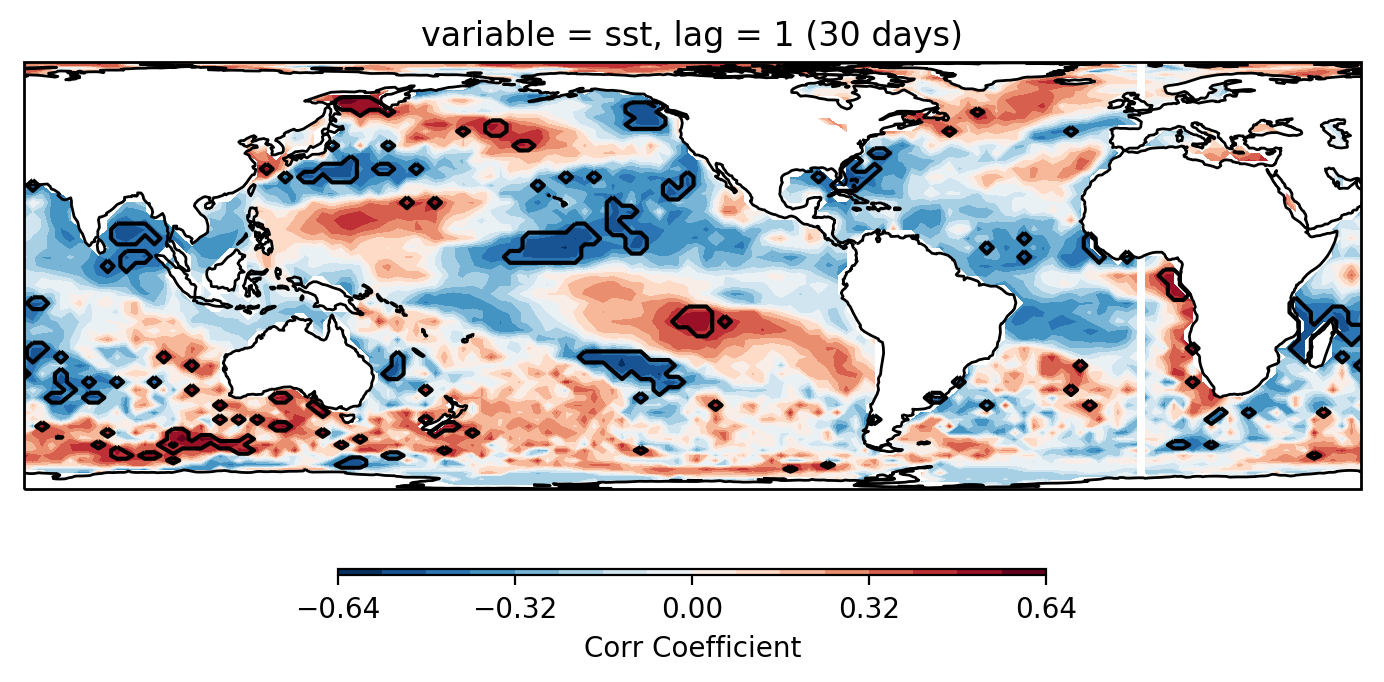 variable = sst, lag = 1 (30 days)
−0.64 −0.32 0.00 0.32 0.64
Corr Coefficient